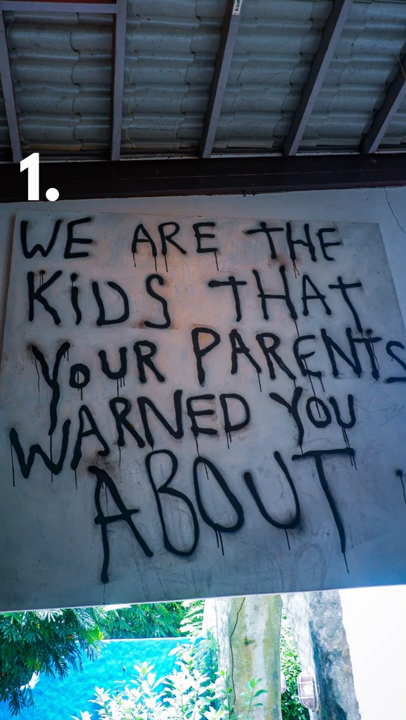 1.
WE ARE THE
KiDS THAT
YoUR PARENTS
WARNED YOU
ABOUT